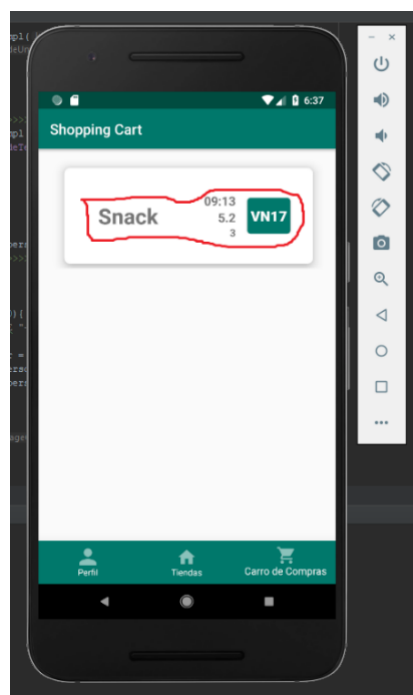 6:37
Shopping Cart
Snack
09:13
5.2
3
VN17
Perfil
Tiendas
Carro de Compras